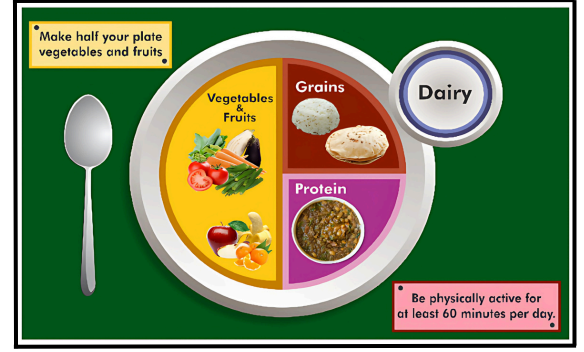 Make half your plate
vegetables and fruits
Vegetables
&
Fruits
Grains
Dairy
Protein
Be physically active for
at least 60 minutes per day.